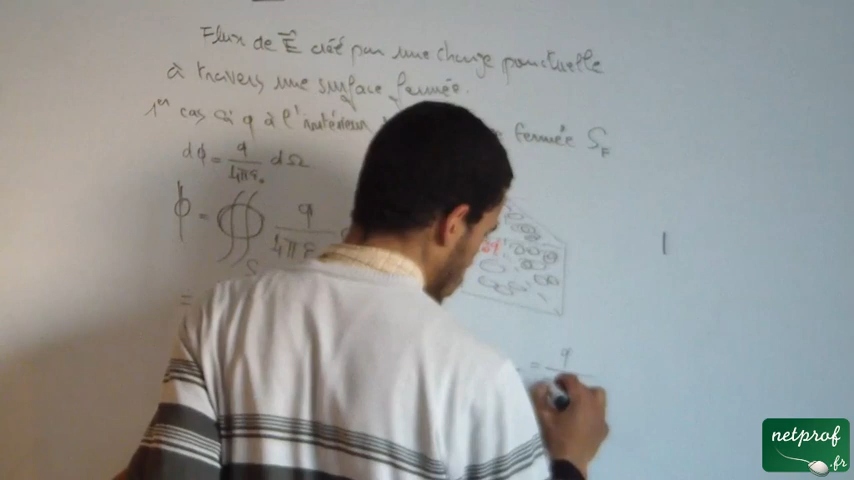 Flux de E⃗ créé par une charge ponctuelle
à travers une surface fermée.
1er cas si q à l'intérieur fermée S_F
dϕ = q/4πε₀ dΩ
ϕ = ∯ q/4πε
S
=
q
= q
netprof
.fr